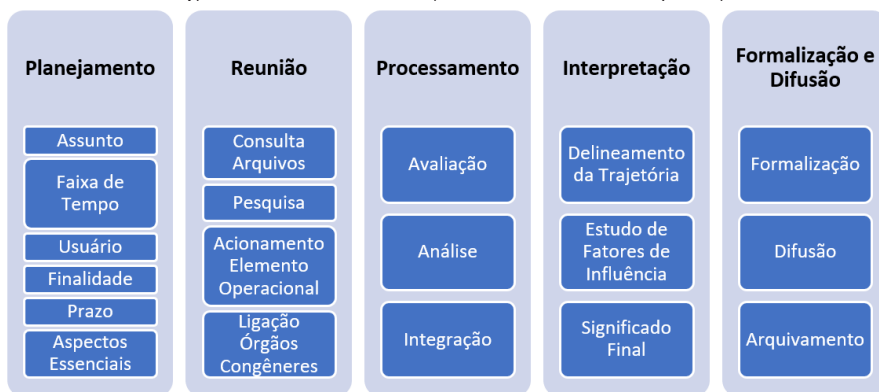 Planejamento
Assunto
Faixa de
Tempo
Usuário
Finalidade
Prazo
Aspectos
Essenciais
Reunião
Consulta
Arquivos
Pesquisa
Acionamento
Elemento
Operacional
Ligação
Órgãos
Congêneres
Processamento
Avaliação
Análise
Integração
Interpretação
Delineamento
da Trajetória
Estudo de
Fatores de
Influência
Significado
Final
Formalização e
Difusão
Formalização
Difusão
Arquivamento